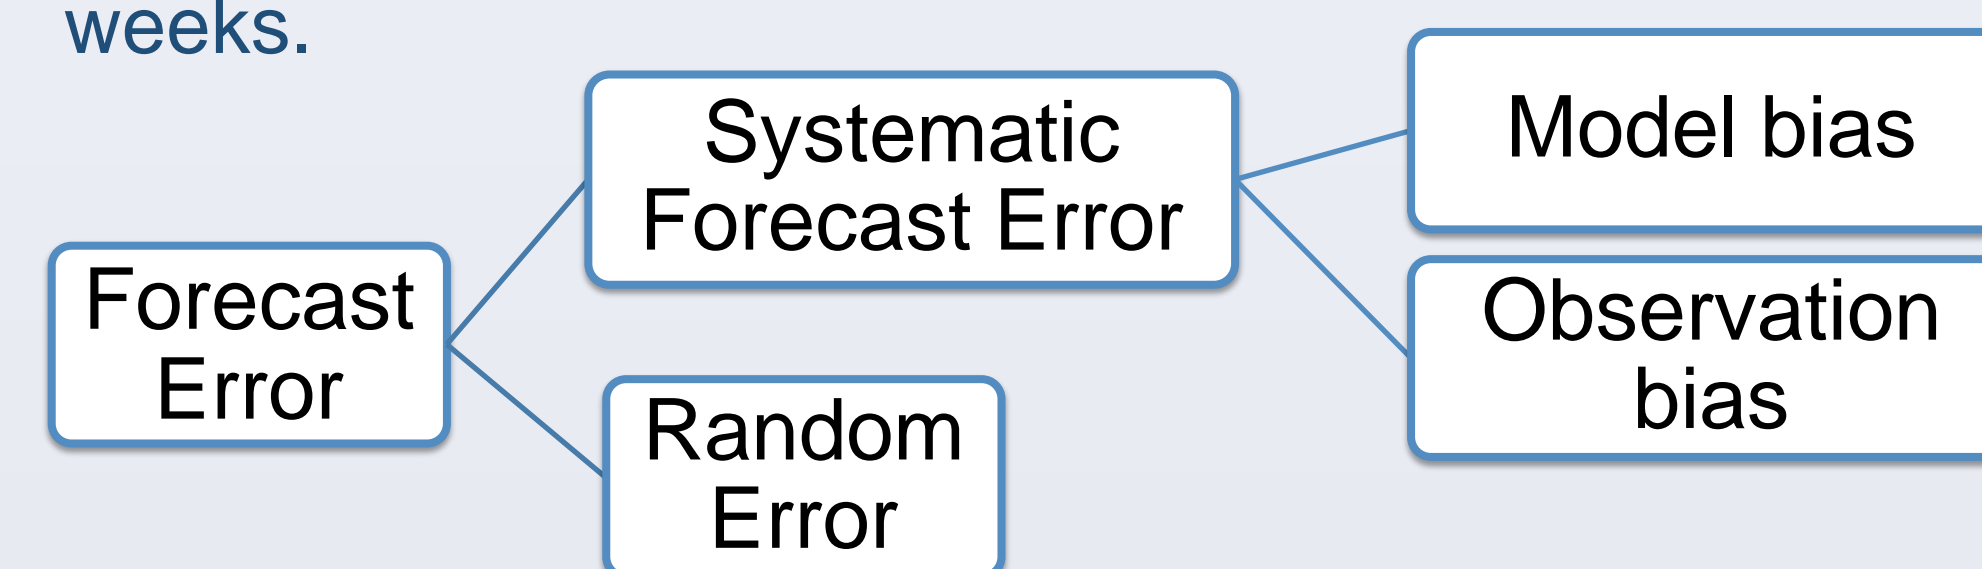 weeks.
Forecast
Error
Systematic
Forecast Error
Random
Error
Model bias
Observation
bias